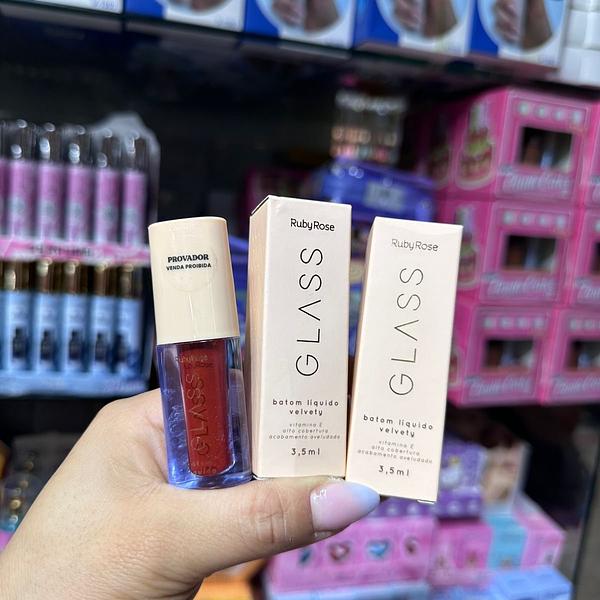 PROVADOR
VENDA PROIBIDA
RubyRose
GLASS
RubyRose
GLASS
batom líquido
velvety
vitamina E
alta cobertura
acabamento aveludado
3,5ml
RubyRose
GLASS
batom líquido
velvety
vitamina E
alta cobertura
acabamento aveludado
3,5ml